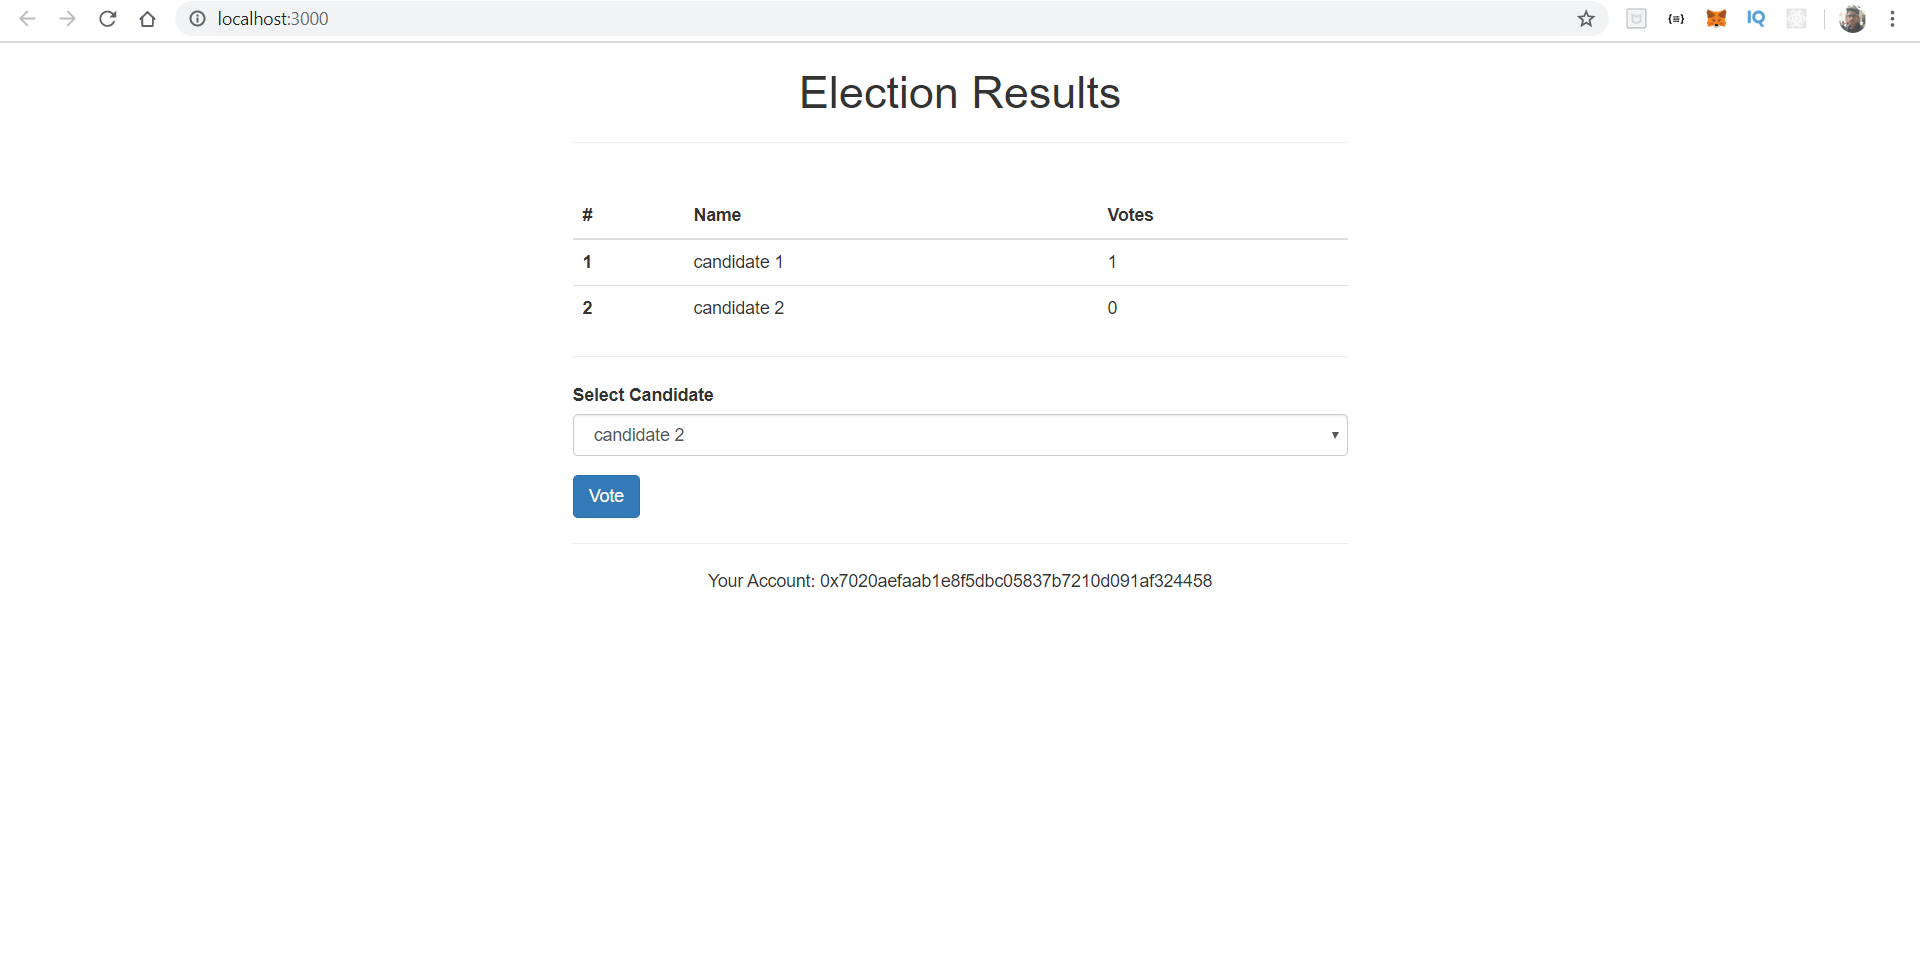 localhost:3000
{≡}
IQ
Election Results
# Name Votes
1 candidate 1 1
2 candidate 2 0
Select Candidate
candidate 2
Vote
Your Account: 0x7020aefaab1e8f5dbc05837b7210d091af324458